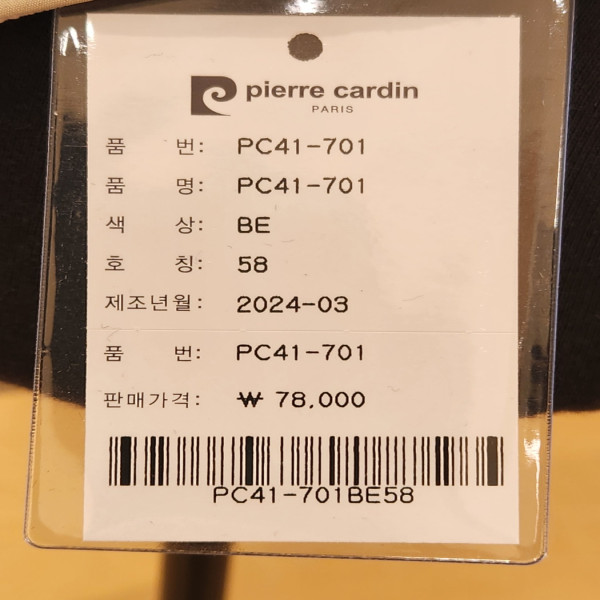 pierre cardin
PARIS
품 번: PC41-701
품 명: PC41-701
색 상: BE
호 칭: 58
제조년월: 2024-03
품 번: PC41-701
판매가격: ₩ 78,000
PC41-701BE58